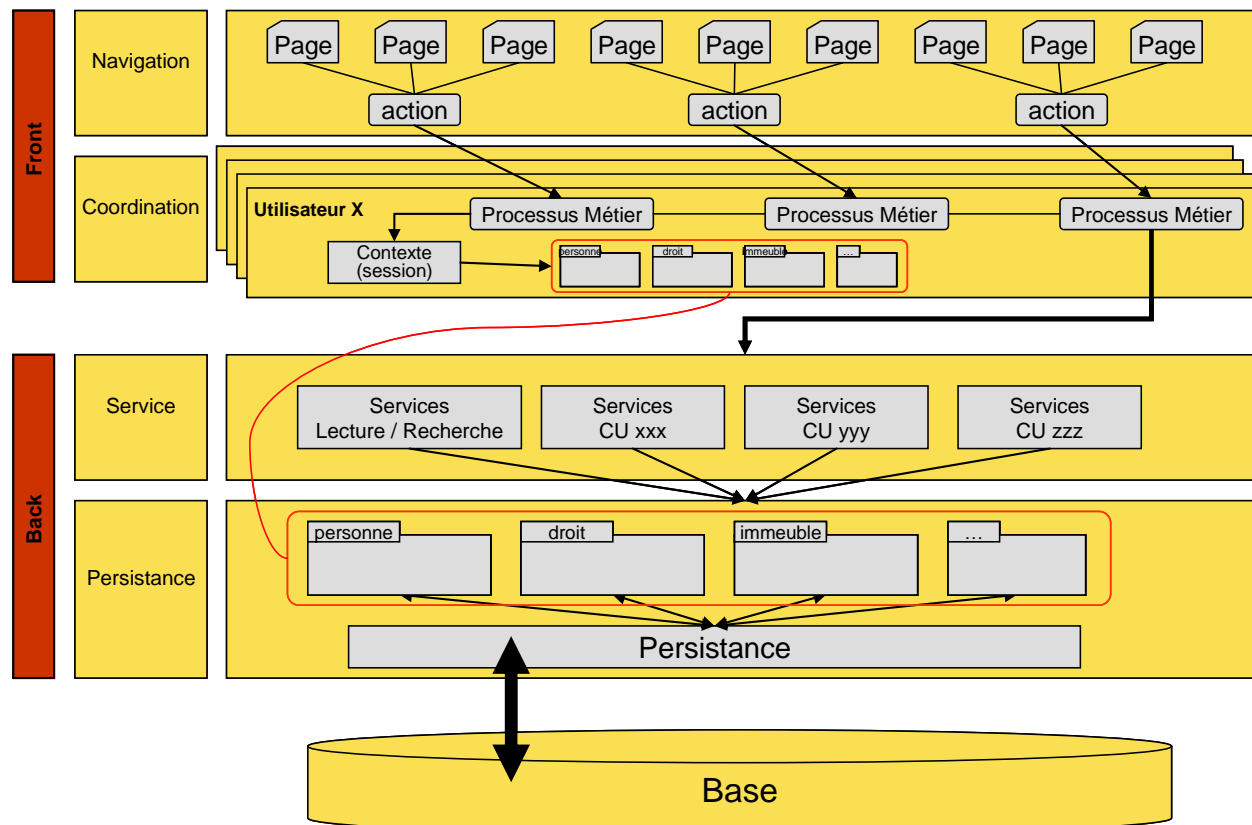 Front
Navigation
Page
Page
Page
Page
Page
Page
Page
Page
Page
action
action
action
Coordination
Utilisateur X
Processus Métier
Processus Métier
Processus Métier
Contexte
(session)
personne
droit
immeuble
...
Back
Service
Services
Lecture / Recherche
Services
CU xxx
Services
CU yyy
Services
CU zzz
Persistance
personne
droit
immeuble
...
Persistance
Base